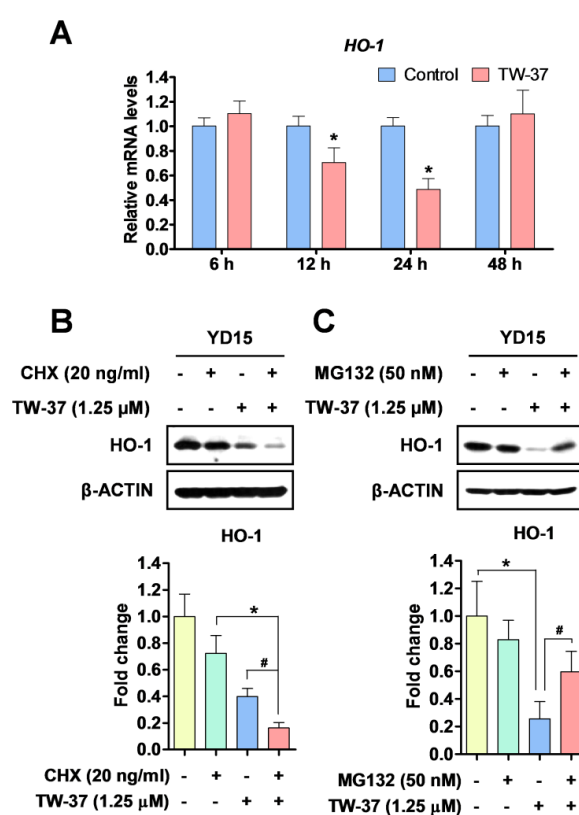 A
HO-1
Control TW-37
Relative mRNA levels
1.4
1.2
1.0
0.8
0.6
0.4
0.2
0.0
* *
6 h 12 h 24 h 48 h
B
YD15
CHX (20 ng/ml) - + - +
TW-37 (1.25 µM) - - + +
HO-1
β-ACTIN
HO-1
Fold change
1.4
1.2
1.0
0.8
0.6
0.4
0.2
0.0
*
#
CHX (20 ng/ml) - + - +
TW-37 (1.25 µM) - - + +
C
YD15
MG132 (50 nM) - + - +
TW-37 (1.25 µM) - - + +
HO-1
β-ACTIN
HO-1
Fold change
1.4
1.2
1.0
0.8
0.6
0.4
0.2
0.0
*
#
MG132 (50 nM) - + - +
TW-37 (1.25 µM) - - + +